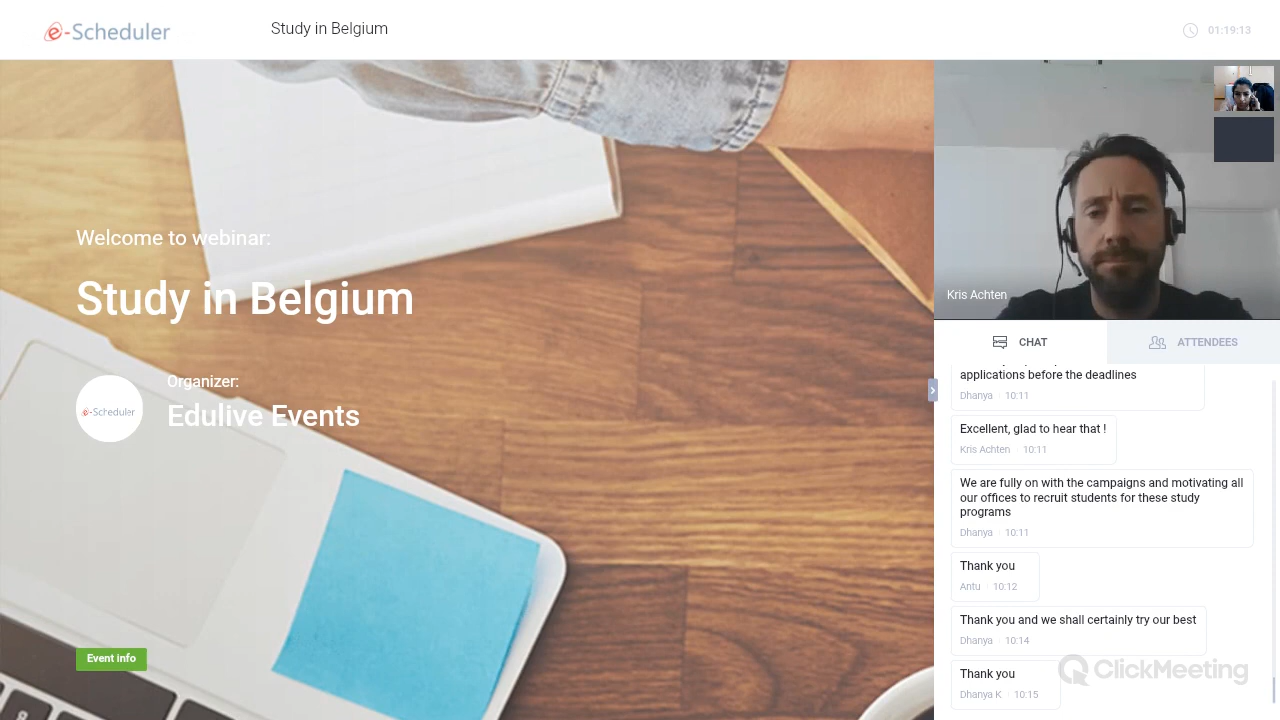 e-Scheduler
Study in Belgium
01:19:13
Welcome to webinar:
Study in Belgium
e-Scheduler
Organizer:
Edulive Events
Event info
Kris Achten
CHAT
ATTENDEES
applications before the deadlines
Dhanya 10:11
Excellent, glad to hear that !
Kris Achten 10:11
We are fully on with the campaigns and motivating all
our offices to recruit students for these study
programs
Dhanya 10:11
Thank you
Antu 10:12
Thank you and we shall certainly try our best
Dhanya 10:14
Thank you
Dhanya K 10:15
ClickMeeting